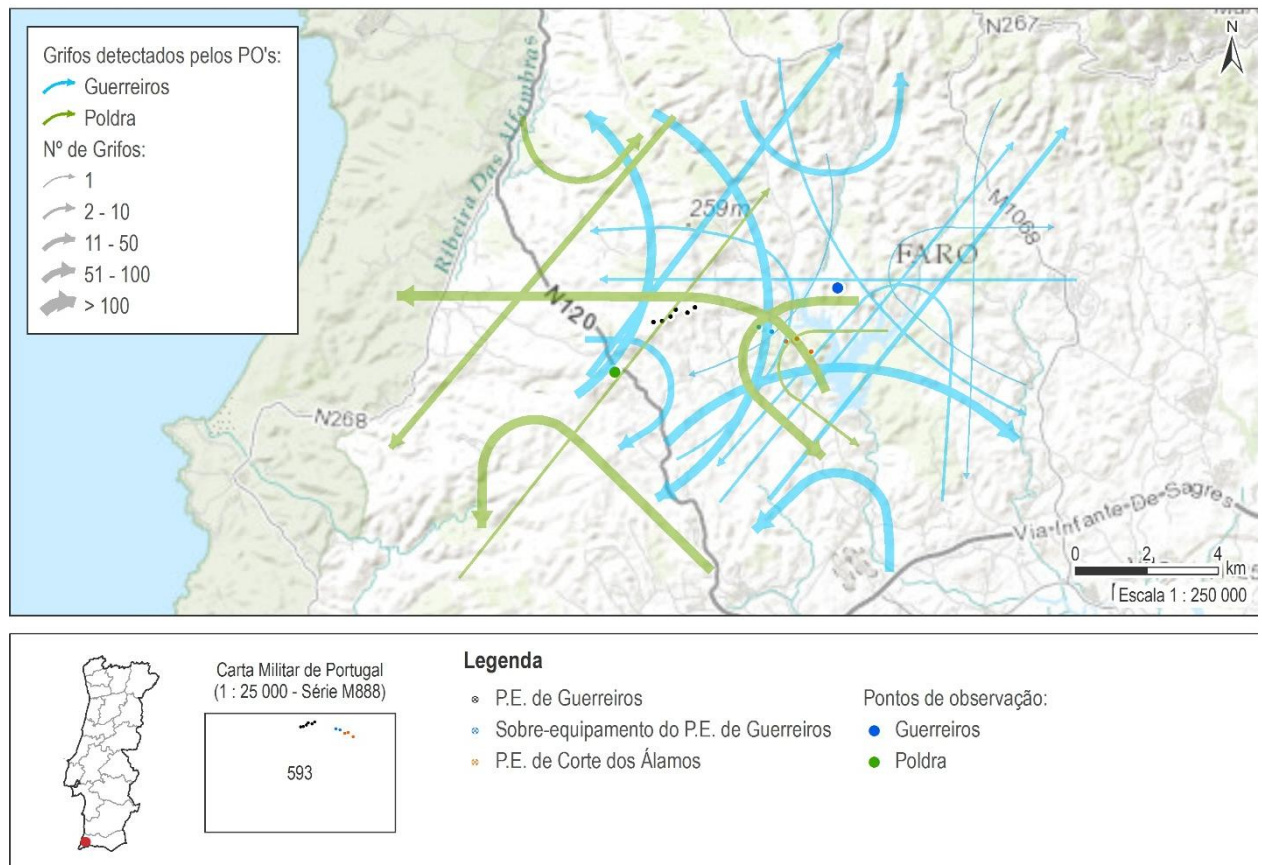 Grifos detectados pelos PO's:
Guerreiros
Poldra
Nº de Grifos:
1
2 - 10
11 - 50
51 - 100
> 100
Ribeira Das Alfambras
N267
N
259m
M1068
FARO
N120
N268
Via-Infante-De-Sagres
0 2 4
km
Escala 1 : 250 000
Carta Militar de Portugal
(1 : 25 000 - Série M888)
593
Legenda
P.E. de Guerreiros
Sobre-equipamento do P.E. de Guerreiros
P.E. de Corte dos Álamos
Pontos de observação:
Guerreiros
Poldra